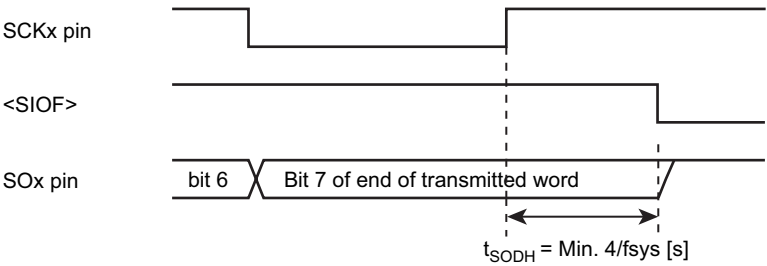 SCKx pin
<SIOF>
SOx pin bit 6 Bit 7 of end of transmitted word
tSODH = Min. 4/fsys [s]